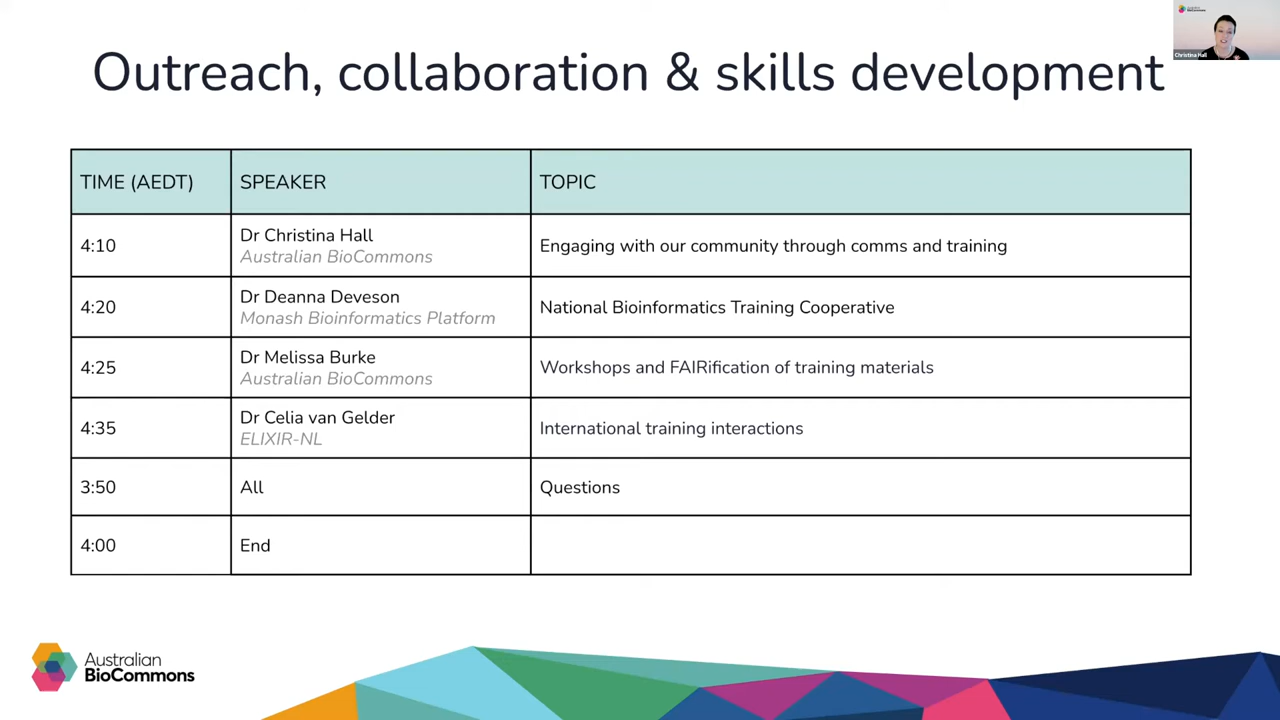 Outreach, collaboration & skills development
Christina Hall
TIME (AEDT) SPEAKER TOPIC
4:10 Dr Christina Hall Engaging with our community through comms and training
Australian BioCommons
4:20 Dr Deanna Deveson National Bioinformatics Training Cooperative
Monash Bioinformatics Platform
4:25 Dr Melissa Burke Workshops and FAIRification of training materials
Australian BioCommons
4:35 Dr Celia van Gelder International training interactions
ELIXIR-NL
3:50 All Questions
4:00 End
Australian
BioCommons